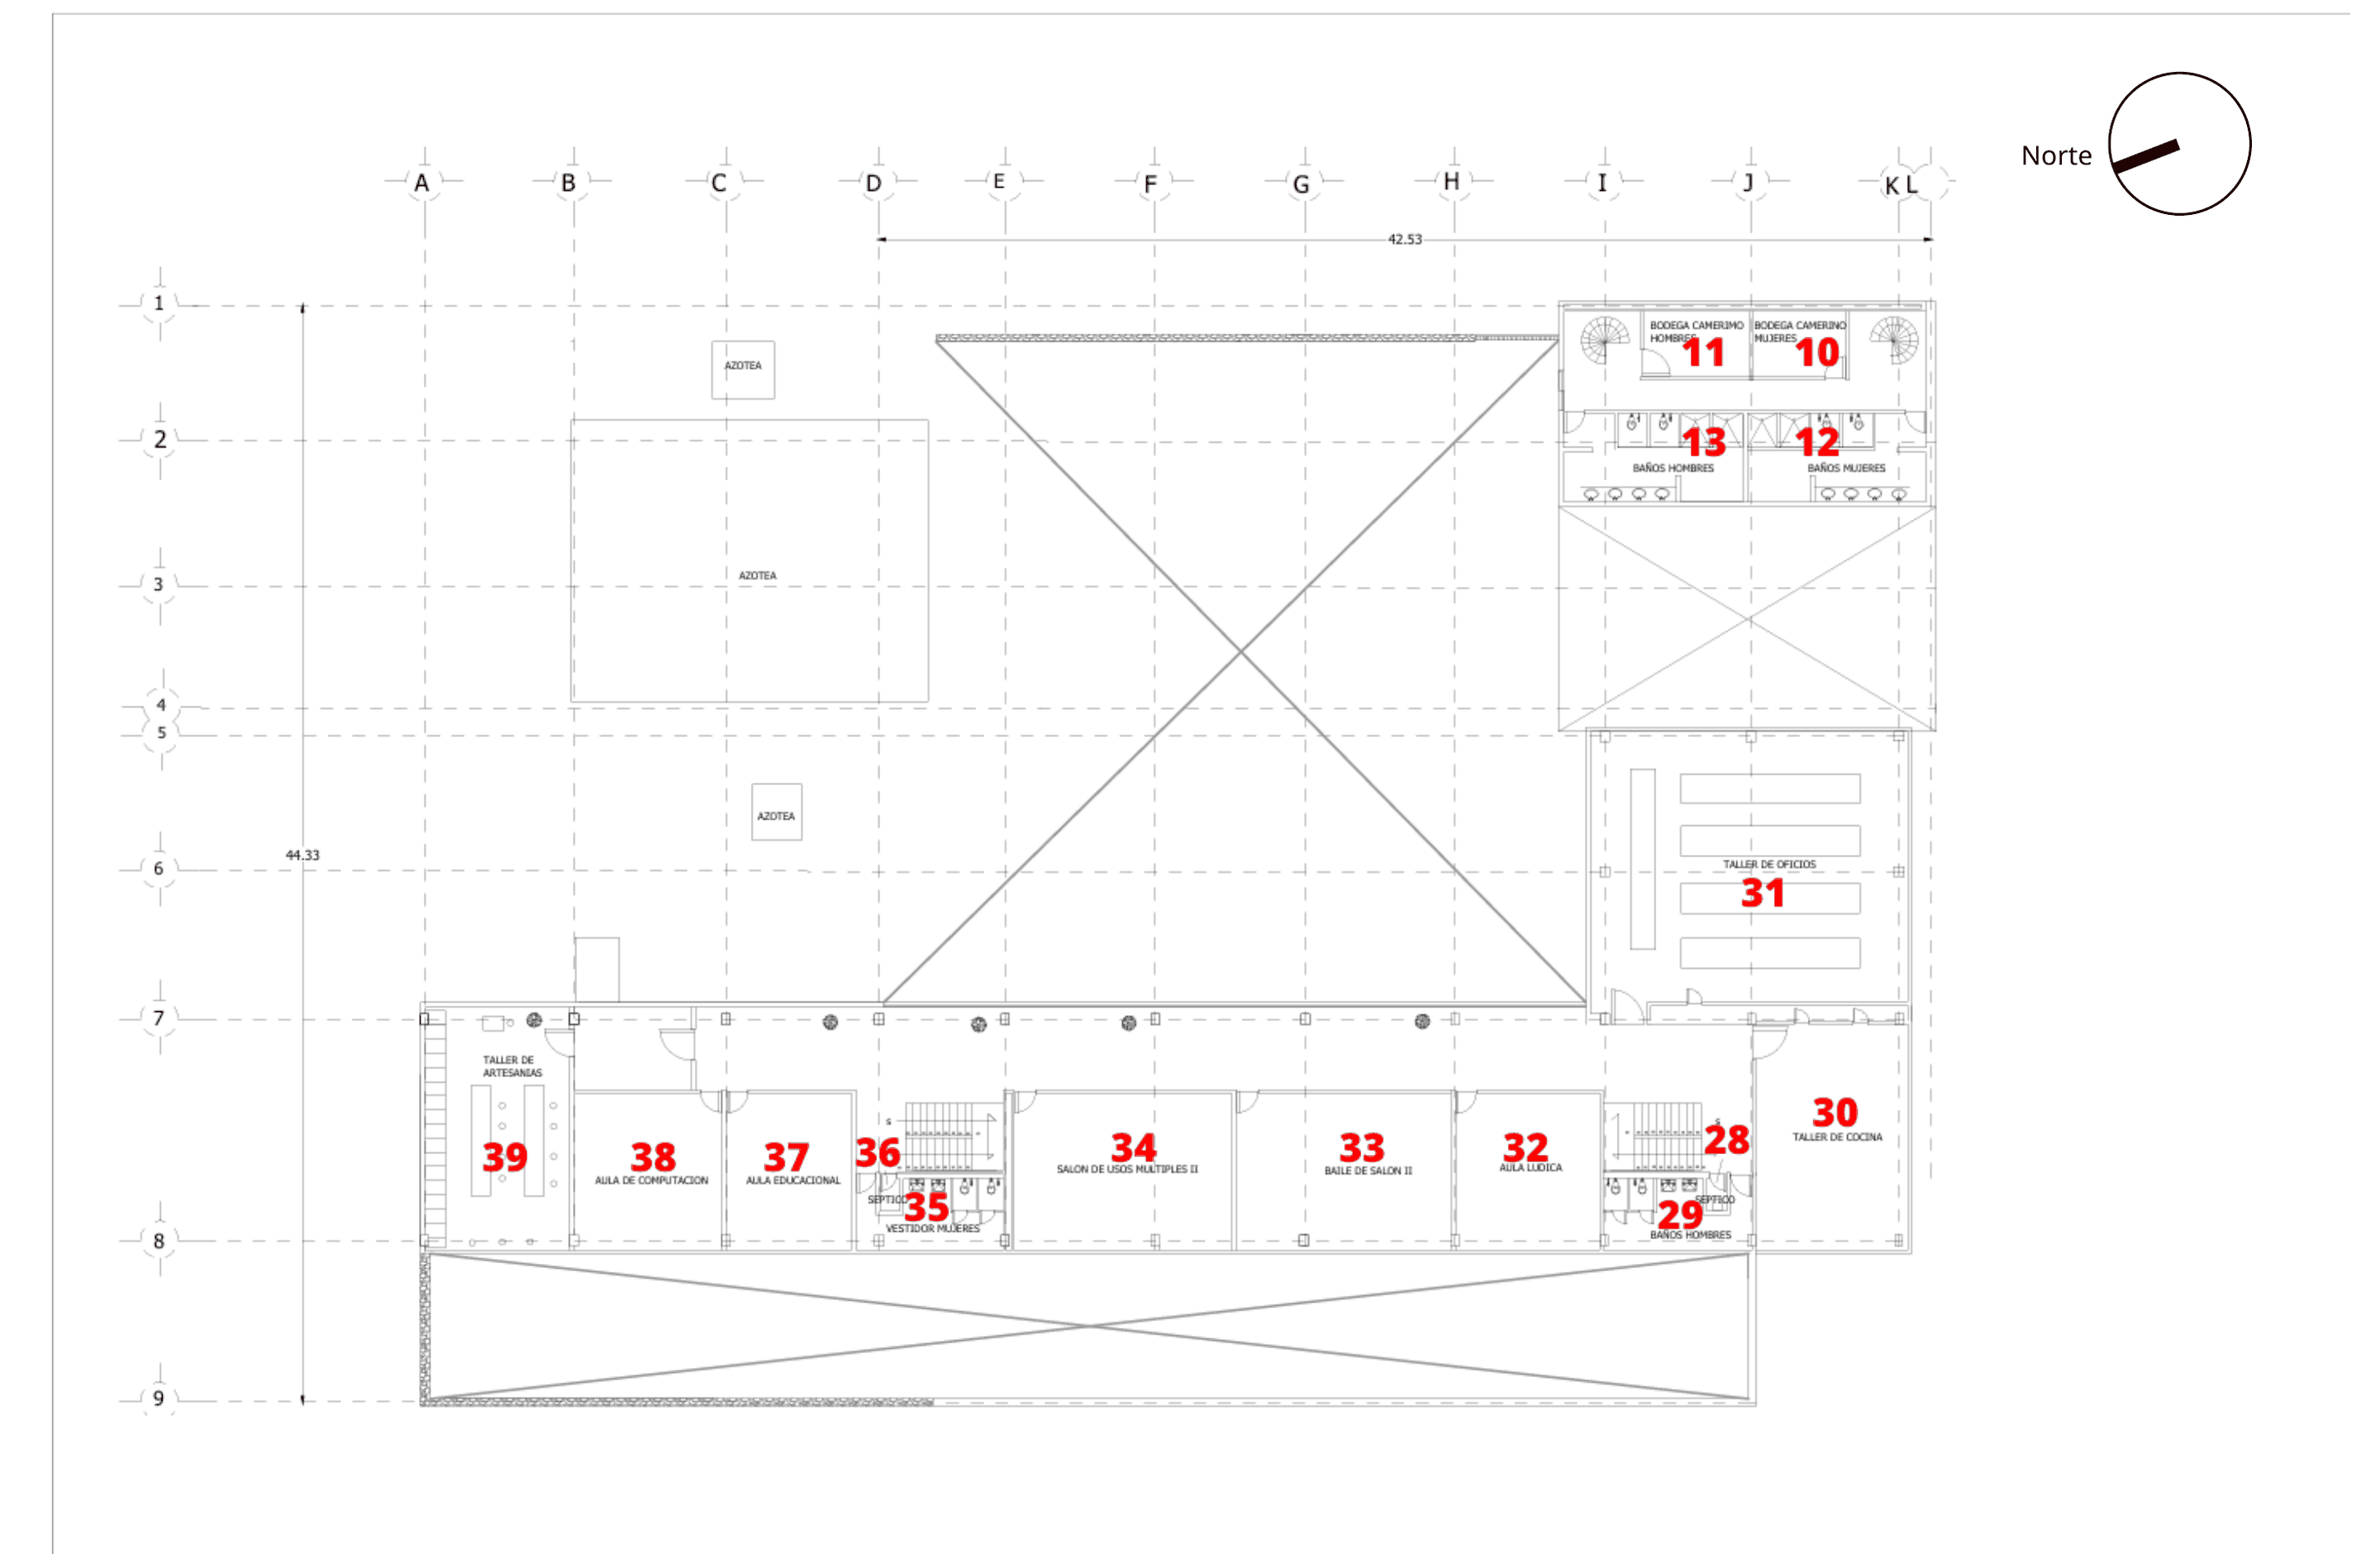 Norte
A B C D E F G H I J K L
42.53
1
2
3
4
5
6
7
8
9
44.33
AZOTEA
AZOTEA
AZOTEA
BODEGA CAMERIMO
HOMBRES
11
BODEGA CAMERINO
MUJERES
10
13
BAÑOS HOMBRES
12
BAÑOS MUJERES
TALLER DE OFICIOS
31
TALLER DE
ARTESANIAS
39
38
AULA DE COMPUTACION
37
AULA EDUCACIONAL
S
36
SEPTICO
35
VESTIDOR MUJERES
34
SALON DE USOS MULTIPLES II
33
BAILE DE SALON II
32
AULA LUDICA
S
28
SEPTICO
29
BAÑOS HOMBRES
30
TALLER DE COCINA